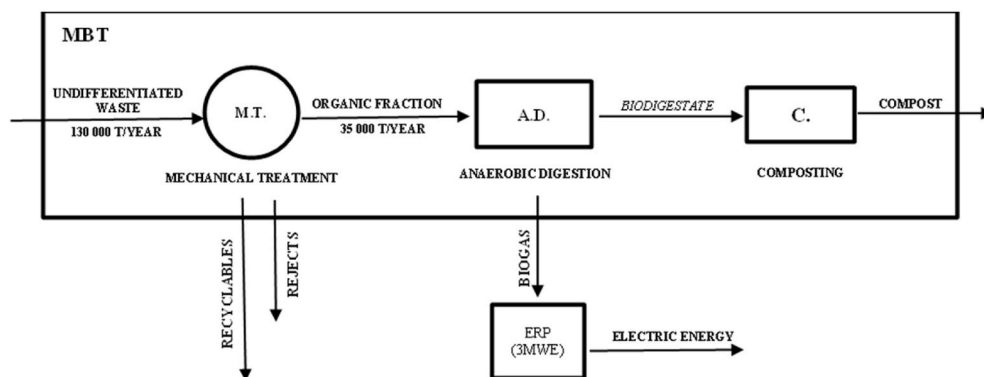 MBT
UNDIFFERENTIATED
WASTE
130 000 T/YEAR
M.T.
ORGANIC FRACTION
35 000 T/YEAR
A.D.
BIODIGESTATE
C.
COMPOST
MECHANICAL TREATMENT
ANAEROBIC DIGESTION
COMPOSTING
RECYCLABLES
REJECTS
BIOGAS
ERP
(3MWE)
ELECTRIC ENERGY